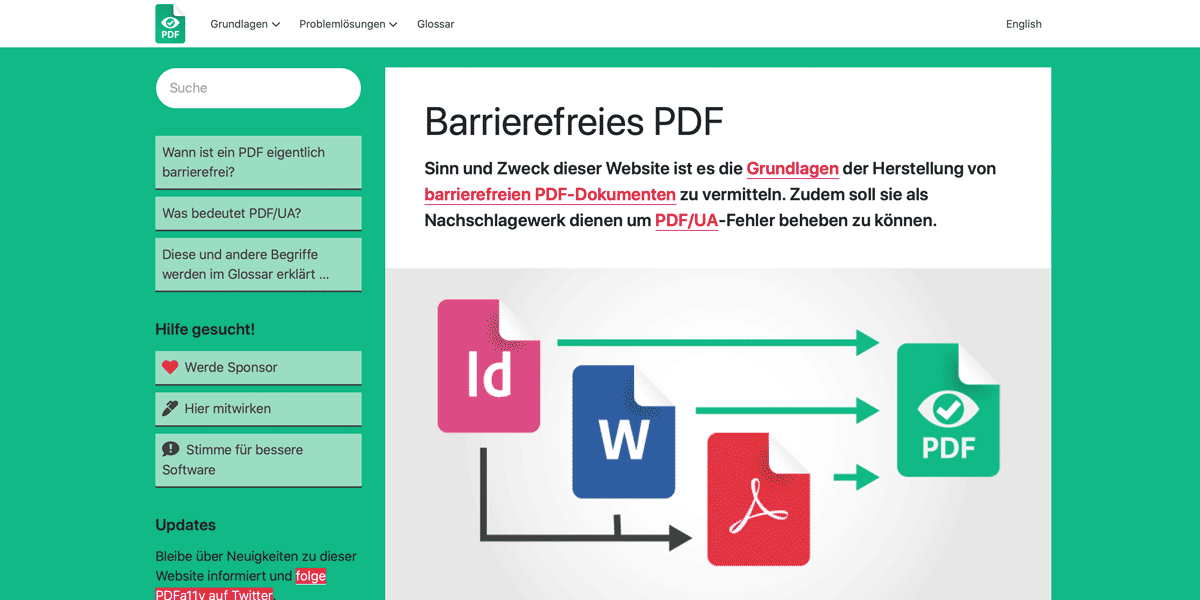 PDF
Grundlagen
Problemlösungen
Glossar
English
Suche
Wann ist ein PDF eigentlich
barrierefrei?
Was bedeutet PDF/UA?
Diese und andere Begriffe
werden im Glossar erklärt ...
Hilfe gesucht!
Werde Sponsor
Hier mitwirken
Stimme für bessere
Software
Updates
Bleibe über Neuigkeiten zu dieser
Website informiert und folge
PDFa11y auf Twitter.
Barrierefreies PDF
Sinn und Zweck dieser Website ist es die Grundlagen der Herstellung von
barrierefreien PDF-Dokumenten zu vermitteln. Zudem soll sie als
Nachschlagewerk dienen um PDF/UA-Fehler beheben zu können.
Id
W
PDF